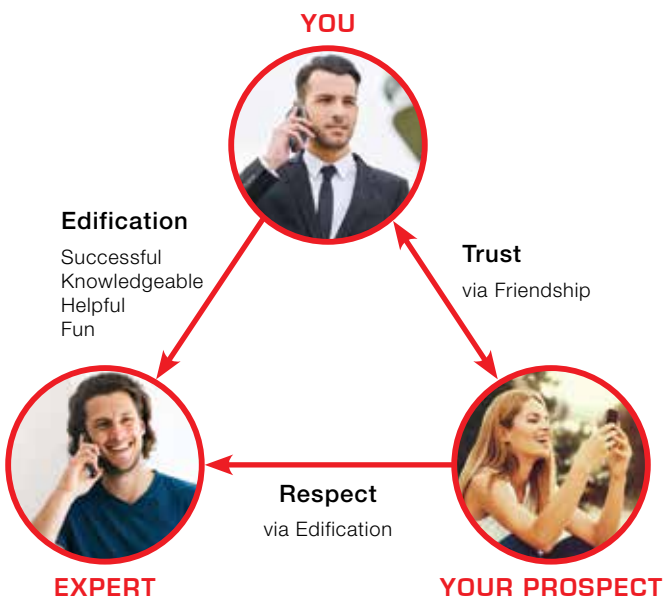 YOU
Edification
Successful
Knowledgeable
Helpful
Fun
Trust
via Friendship
Respect
via Edification
EXPERT
YOUR PROSPECT